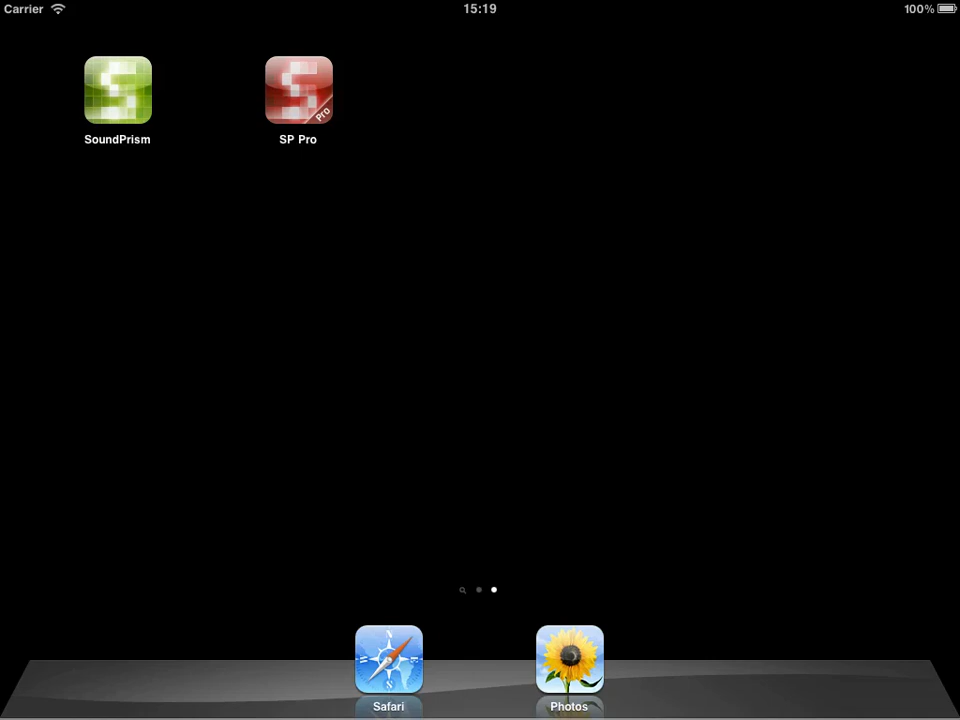 Carrier 15:19 100%
Pro
SoundPrism SP Pro
N
S
Safari Photos